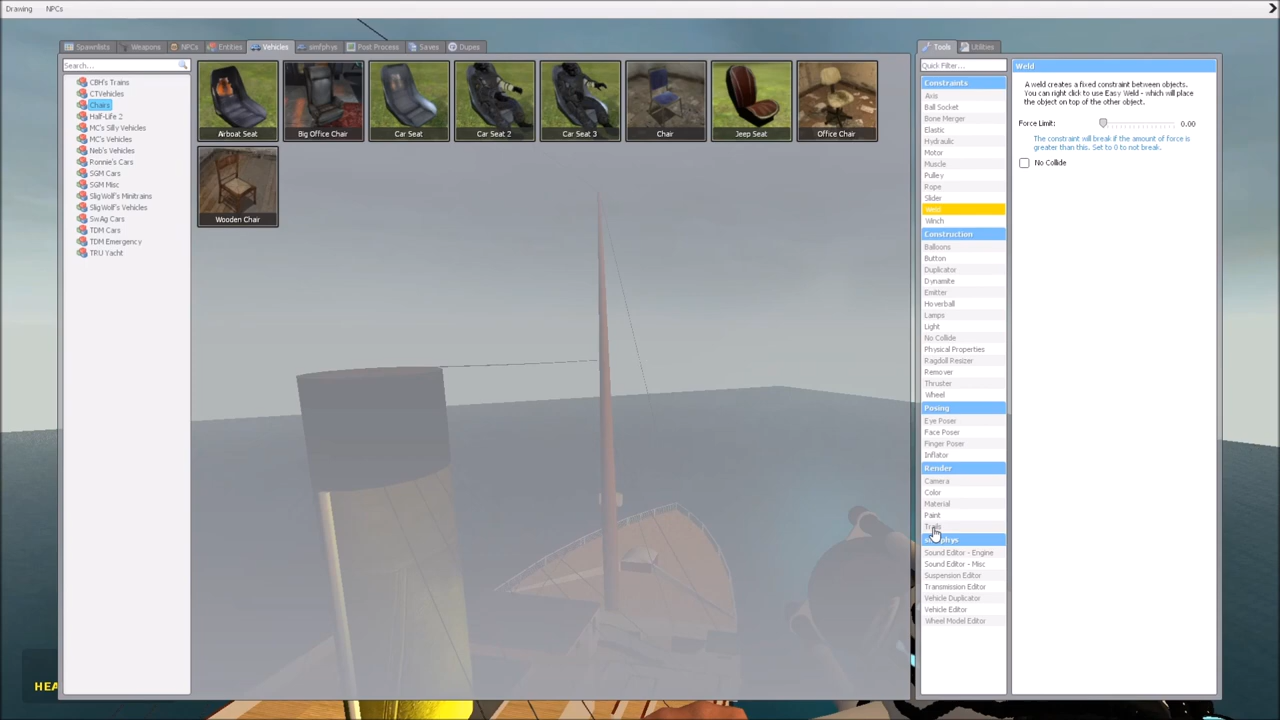 Drawing NPCs
Spawnlists Weapons NPCs Entities Vehicles simfphys Post Process Saves Dupes
Search...
CBH's Trains
CTVehicles
Chairs
Half-Life 2
MC's Silly Vehicles
MC's Vehicles
Neb's Vehicles
Ronnie's Cars
SGM Cars
SGM Misc
SligWolf's Minitrains
SligWolf's Vehicles
SwAg Cars
TDM Cars
TDM Emergency
TRU Yacht
Airboat Seat Big Office Chair Car Seat Car Seat 2 Car Seat 3 Chair Jeep Seat Office Chair
Wooden Chair
HEA
Tools Utilities
Quick Filter...
Constraints
Axis
Ball Socket
Bone Merger
Elastic
Hydraulic
Motor
Muscle
Pulley
Rope
Slider
Weld
Winch
Construction
Balloons
Button
Duplicator
Dynamite
Emitter
Hoverball
Lamps
Light
No Collide
Physical Properties
Ragdoll Resizer
Remover
Thruster
Wheel
Posing
Eye Poser
Face Poser
Finger Poser
Inflator
Render
Camera
Color
Material
Paint
Trails
simfphys
Sound Editor - Engine
Sound Editor - Misc
Suspension Editor
Transmission Editor
Vehicle Duplicator
Vehicle Editor
Wheel Model Editor
Weld
A weld creates a fixed constraint between objects.
You can right click to use Easy Weld - which will place
the object on top of the other object.
Force Limit: 0.00
The constraint will break if the amount of force is
greater than this. Set to 0 to not break.
No Collide